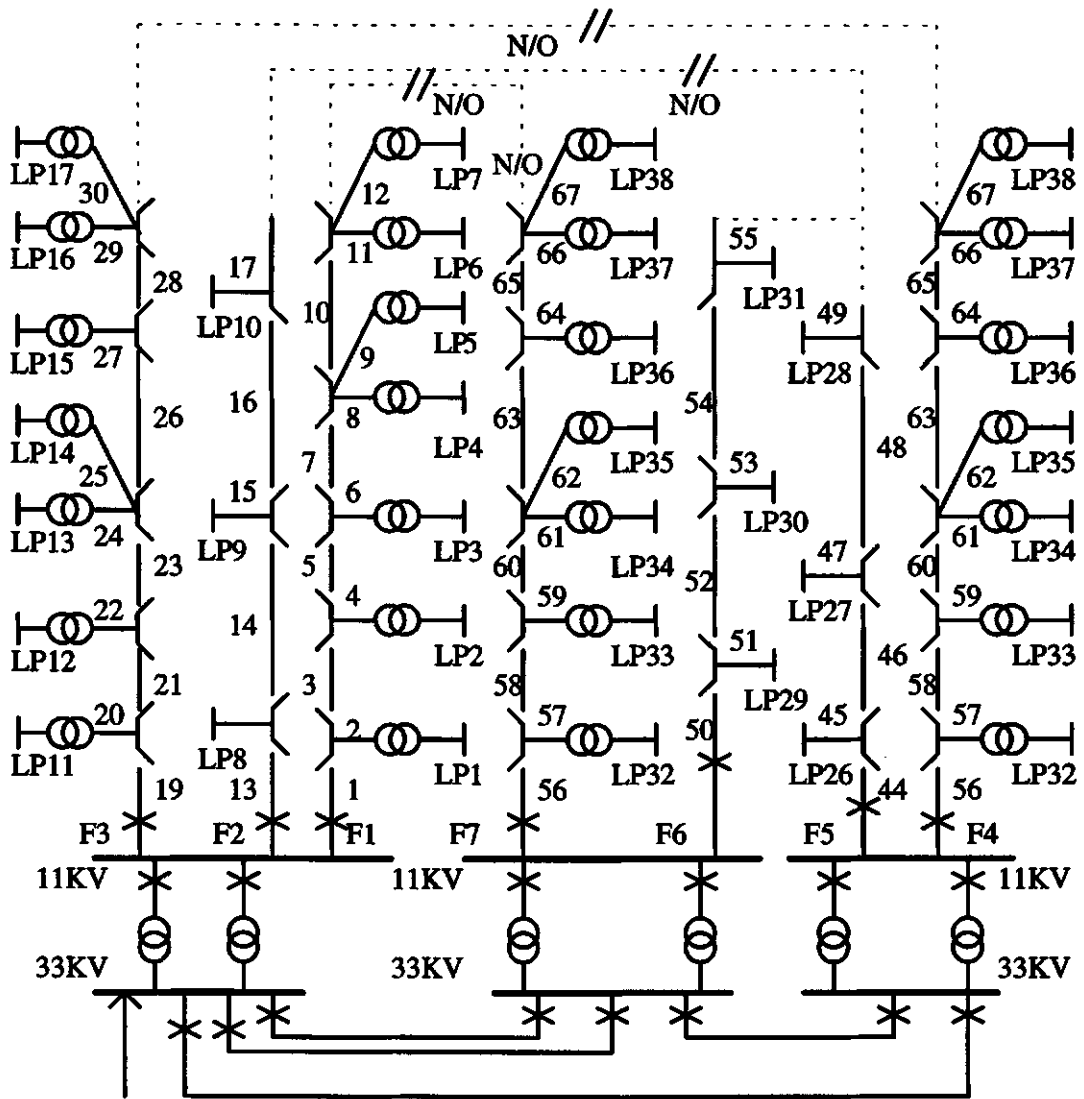 N/O
N/O
N/O
N/O
LP17
30
LP16
29
28
LP15
27
26
LP14
25
LP13
24
23
LP12
22
21
LP11
20
19
F3
17
LP10
16
15
LP9
14
LP8
13
F2
12
LP7
11
LP6
10
LP5
9
8
LP4
7
6
LP3
5
4
LP2
3
2
LP1
1
F1
67
LP38
66
LP37
65
64
LP36
63
LP35
62
61
LP34
60
59
LP33
58
57
LP32
56
F7
55
LP31
54
53
LP30
52
51
LP29
50
F6
49
LP28
48
47
LP27
46
45
LP26
44
F5
67
LP38
66
LP37
65
64
LP36
63
LP35
62
61
LP34
60
59
LP33
58
57
LP32
56
F4
11KV
11KV
11KV
33KV
33KV
33KV